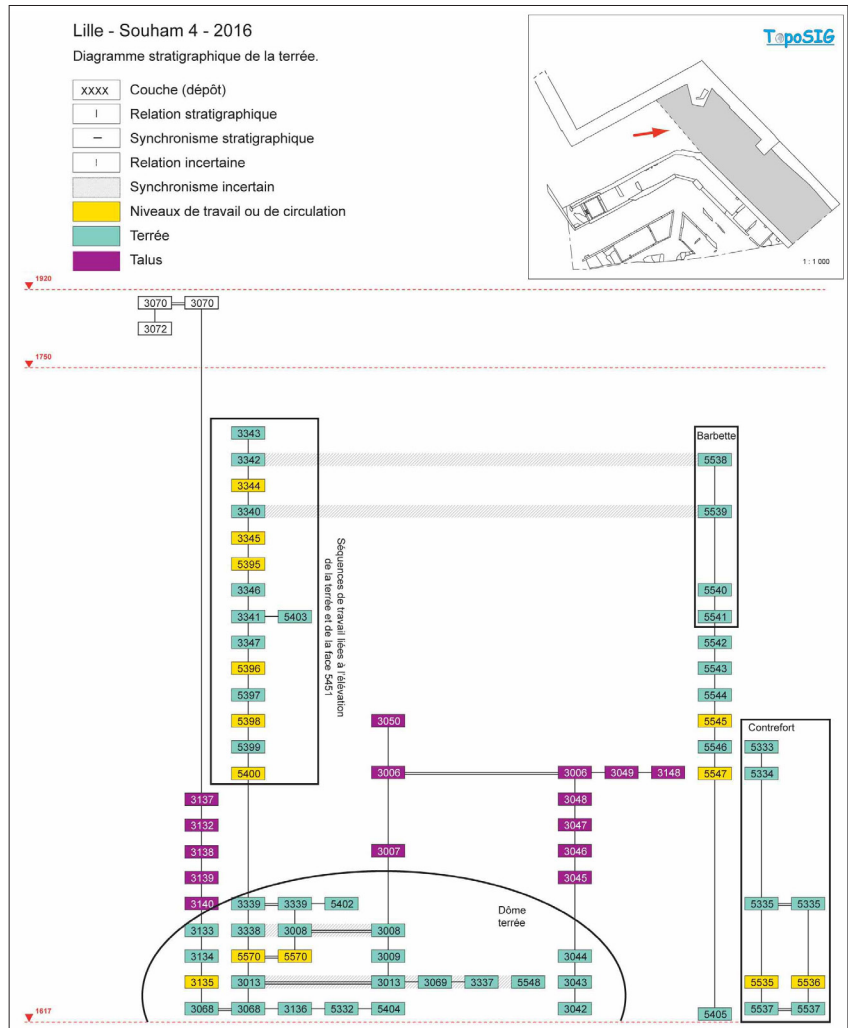 Lille - Souham 4 - 2016
Diagramme stratigraphique de la terrée.
xxxx Couche (dépôt)
Relation stratigraphique
Synchronisme stratigraphique
Relation incertaine
Synchronisme incertain
Niveaux de travail ou de circulation
Terrée
Talus
TopoSIG
1 : 1 000
1920
3070 3070
3072
1750
3343
Barbette
3342 5538
3344
3340 5539
3345
5395
3346 5540
3341 5403 5541
3347 5542
5396 5543
5397 5544
5398 3050 5545
Contrefort
5399 5546 5333
5400 3006 3006 3049 3148 5547 5334
Séquences de travail liées à l'élévation
de la terrée et de la face 5451
3137 3048
3132 3047
3138 3007 3046
3139 3045
3140 3339 3339 5402 5335 5335
Dôme
terrée
3133 3338 3008 3008
3134 5570 5570 3009 3044
3135 3013 3013 3069 3337 5548 3043 5535 5536
3068 3068 3136 5332 5404 3042 5405 5537 5537
1617